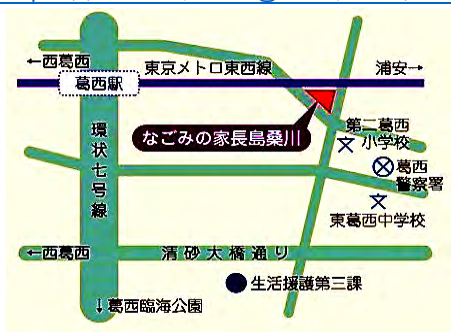 ←西葛西
東京メトロ東西線
浦安→
葛西駅
環状七号線
なごみの家長島桑川
第二葛西
小学校
文
葛西
警察署
文
東葛西中学校
←西葛西
清砂大橋通り
生活援護第三課
↓葛西臨海公園